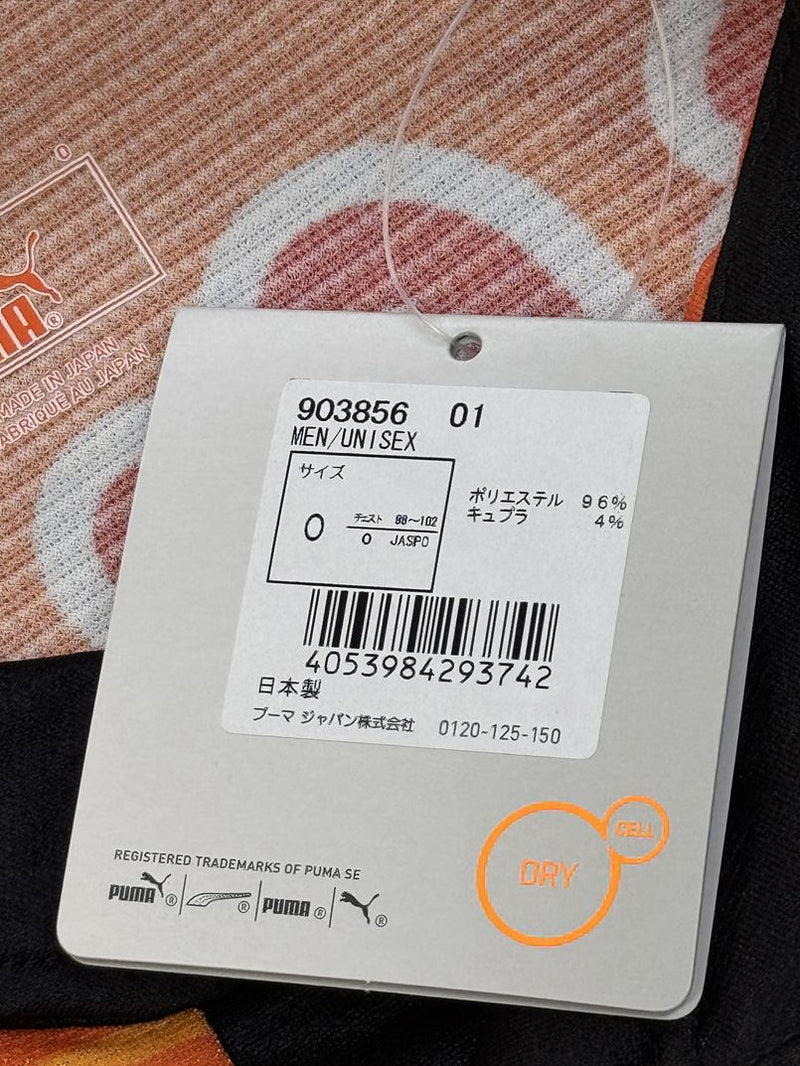 0
PUMA®
MADE IN JAPAN
FABRIQUE AU JAPAN
903856 01
MEN/UNISEX
サイズ
ポリエステル 96%
キュプラ 4%
O
チェスト 98~102
O JASPO
4053984293742
日本製
プーマ ジャパン株式会社 0120-125-150
CELL
DRY
REGISTERED TRADEMARKS OF PUMA SE
PUMA® ® PUMA® ®